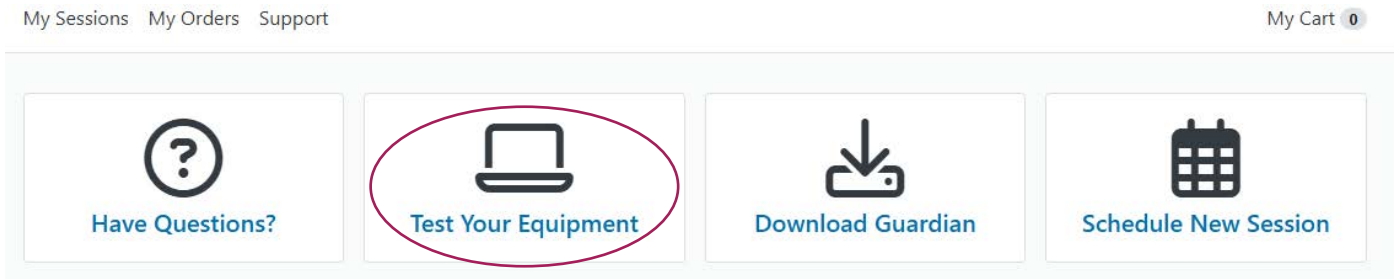 My Sessions My Orders Support My Cart 0
Have Questions? Test Your Equipment Download Guardian Schedule New Session